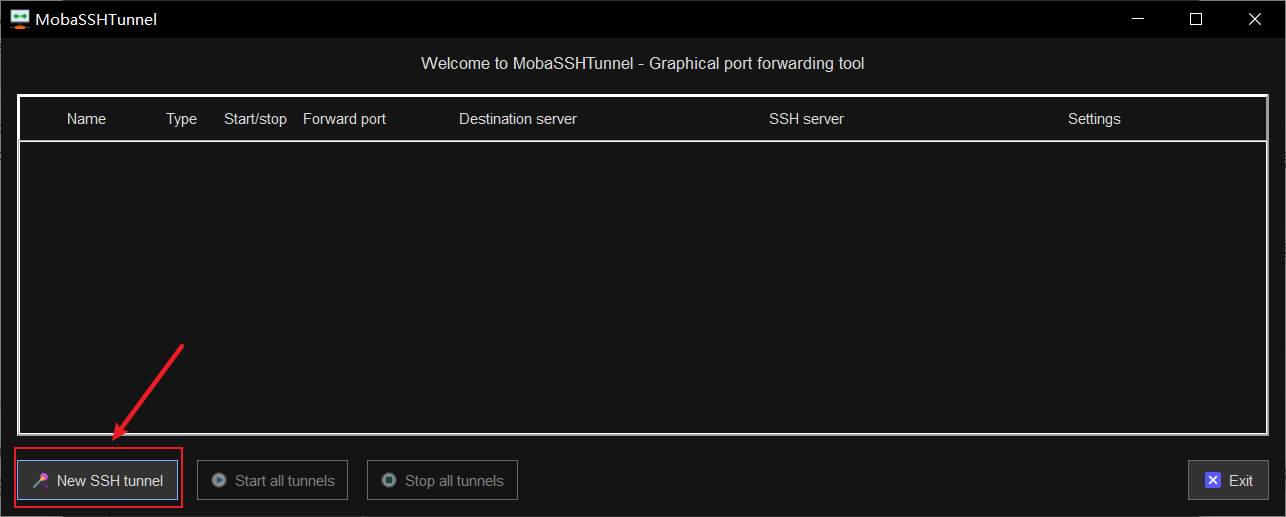 MobaSSHTunnel
Welcome to MobaSSHTunnel - Graphical port forwarding tool
Name Type Start/stop Forward port Destination server SSH server Settings
New SSH tunnel Start all tunnels Stop all tunnels Exit